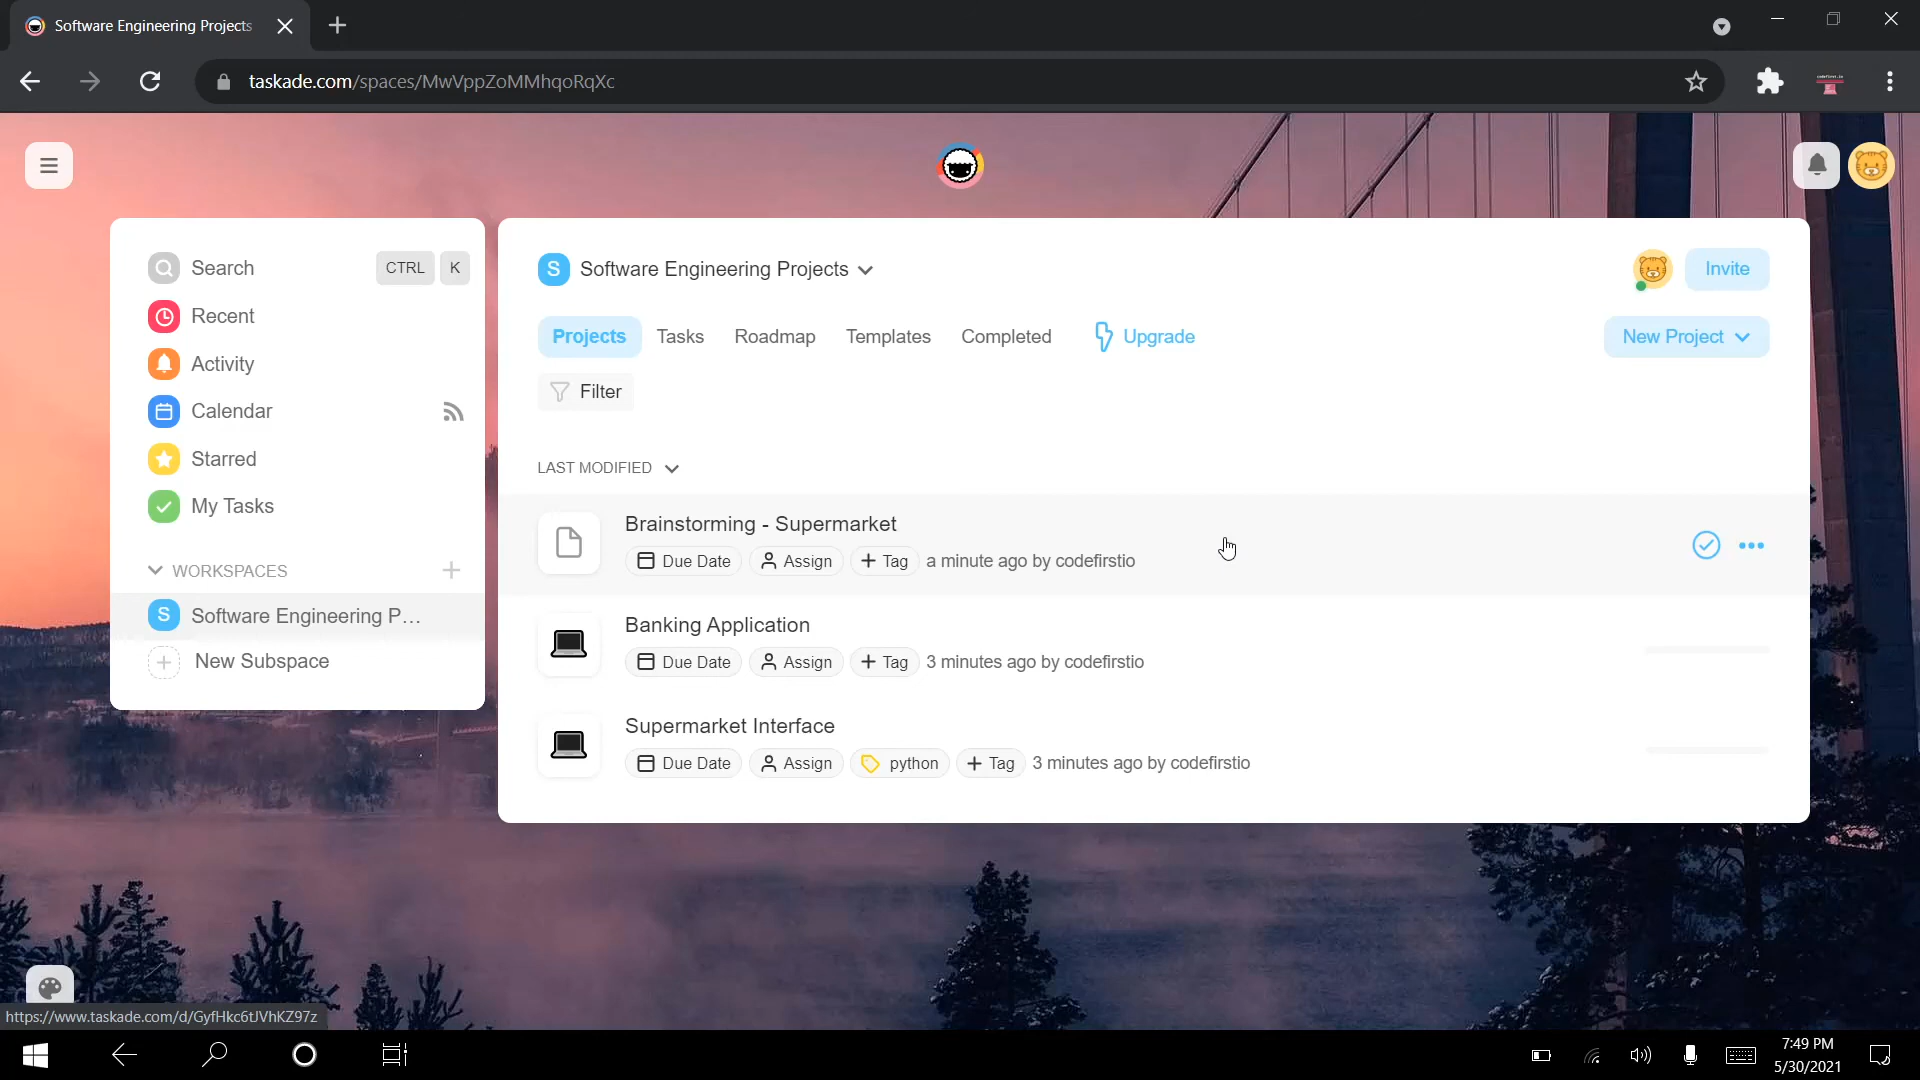 Software Engineering Projects
taskade.com/spaces/MwVppZoMMhqoRqXc
Search CTRL K
Recent
Activity
Calendar
Starred
My Tasks
WORKSPACES
S Software Engineering P...
New Subspace
S Software Engineering Projects
Invite
Projects Tasks Roadmap Templates Completed Upgrade
New Project
Filter
LAST MODIFIED
Brainstorming - Supermarket
Due Date Assign + Tag a minute ago by codefirstio
Banking Application
Due Date Assign + Tag 3 minutes ago by codefirstio
Supermarket Interface
Due Date Assign python + Tag 3 minutes ago by codefirstio
https://www.taskade.com/d/GyfHkc6tJVhKZ97z
7:49 PM
5/30/2021